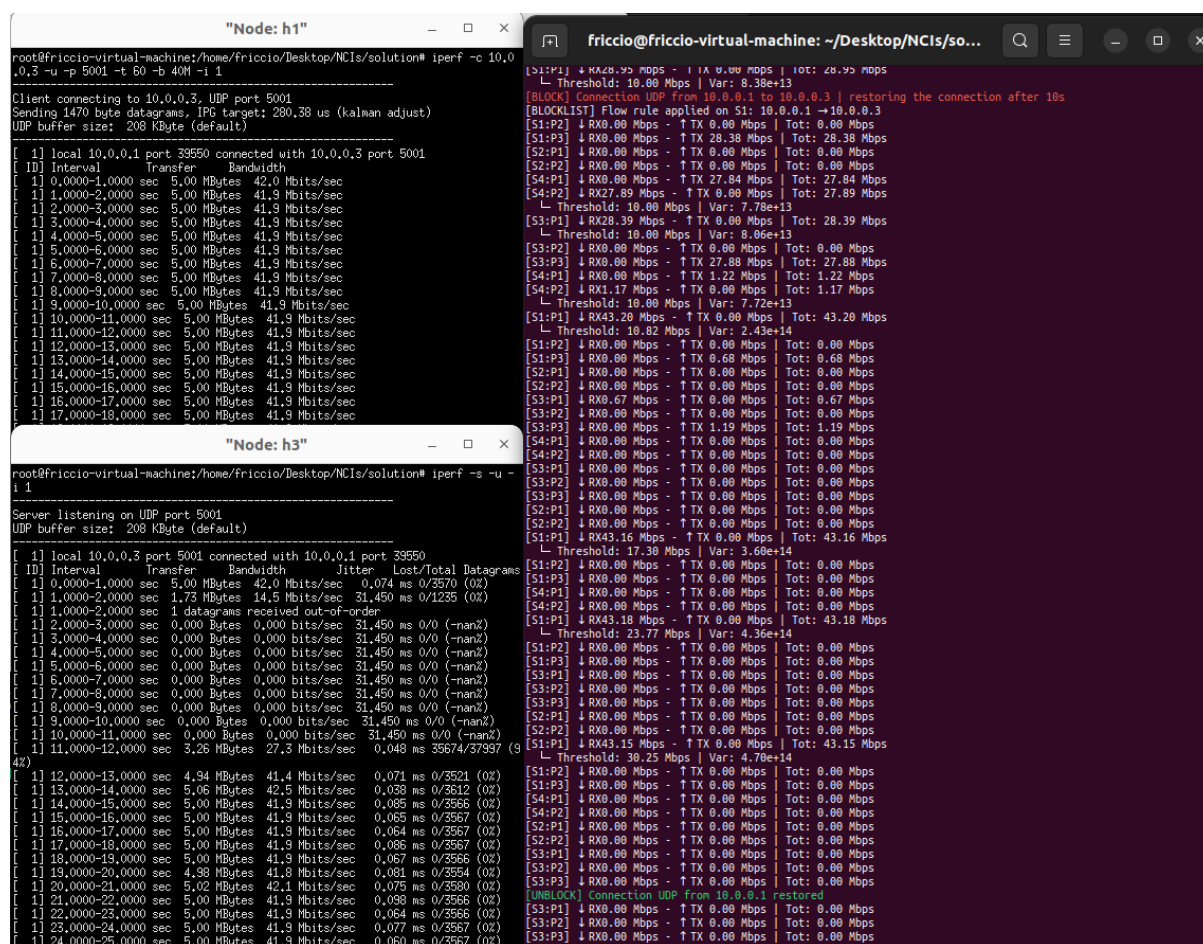 "Node: h1"
root@friccio-virtual-machine:/home/friccio/Desktop/NCIs/solution# iperf -c 10.0
.0.3 -u -p 5001 -t 60 -b 40M -i 1
------------------------------------------------------------
Client connecting to 10.0.0.3, UDP port 5001
Sending 1470 byte datagrams, IPG target: 280.38 us (kalman adjust)
UDP buffer size:  208 KByte (default)
------------------------------------------------------------
[  1] local 10.0.0.1 port 39550 connected with 10.0.0.3 port 5001
[ ID] Interval       Transfer     Bandwidth
[  1] 0.0000-1.0000 sec  5.00 MBytes  42.0 Mbits/sec
[  1] 1.0000-2.0000 sec  5.00 MBytes  41.9 Mbits/sec
[  1] 2.0000-3.0000 sec  5.00 MBytes  41.9 Mbits/sec
[  1] 3.0000-4.0000 sec  5.00 MBytes  41.9 Mbits/sec
[  1] 4.0000-5.0000 sec  5.00 MBytes  41.9 Mbits/sec
[  1] 5.0000-6.0000 sec  5.00 MBytes  41.9 Mbits/sec
[  1] 6.0000-7.0000 sec  5.00 MBytes  41.9 Mbits/sec
[  1] 7.0000-8.0000 sec  5.00 MBytes  41.9 Mbits/sec
[  1] 8.0000-9.0000 sec  5.00 MBytes  41.9 Mbits/sec
[  1] 9.0000-10.0000 sec  5.00 MBytes  41.9 Mbits/sec
[  1] 10.0000-11.0000 sec  5.00 MBytes  41.9 Mbits/sec
[  1] 11.0000-12.0000 sec  5.00 MBytes  41.9 Mbits/sec
[  1] 12.0000-13.0000 sec  5.00 MBytes  41.9 Mbits/sec
[  1] 13.0000-14.0000 sec  5.00 MBytes  41.9 Mbits/sec
[  1] 14.0000-15.0000 sec  5.00 MBytes  41.9 Mbits/sec
[  1] 15.0000-16.0000 sec  5.00 MBytes  41.9 Mbits/sec
[  1] 16.0000-17.0000 sec  5.00 MBytes  41.9 Mbits/sec
[  1] 17.0000-18.0000 sec  5.00 MBytes  41.9 Mbits/sec
"Node: h3"
root@friccio-virtual-machine:/home/friccio/Desktop/NCIs/solution# iperf -s -u -
i 1
------------------------------------------------------------
Server listening on UDP port 5001
UDP buffer size:  208 KByte (default)
------------------------------------------------------------
[  1] local 10.0.0.3 port 5001 connected with 10.0.0.1 port 39550
[ ID] Interval       Transfer     Bandwidth        Jitter   Lost/Total Datagrams
[  1] 0.0000-1.0000 sec  5.00 MBytes  42.0 Mbits/sec   0.074 ms 0/3570 (0%)
[  1] 1.0000-2.0000 sec  1.73 MBytes  14.5 Mbits/sec  31.450 ms 0/1235 (0%)
[  1] 1.0000-2.0000 sec  1 datagrams received out-of-order
[  1] 2.0000-3.0000 sec  0.000 Bytes  0.000 bits/sec  31.450 ms 0/0 (-nan%)
[  1] 3.0000-4.0000 sec  0.000 Bytes  0.000 bits/sec  31.450 ms 0/0 (-nan%)
[  1] 4.0000-5.0000 sec  0.000 Bytes  0.000 bits/sec  31.450 ms 0/0 (-nan%)
[  1] 5.0000-6.0000 sec  0.000 Bytes  0.000 bits/sec  31.450 ms 0/0 (-nan%)
[  1] 6.0000-7.0000 sec  0.000 Bytes  0.000 bits/sec  31.450 ms 0/0 (-nan%)
[  1] 7.0000-8.0000 sec  0.000 Bytes  0.000 bits/sec  31.450 ms 0/0 (-nan%)
[  1] 8.0000-9.0000 sec  0.000 Bytes  0.000 bits/sec  31.450 ms 0/0 (-nan%)
[  1] 9.0000-10.0000 sec  0.000 Bytes  0.000 bits/sec  31.450 ms 0/0 (-nan%)
[  1] 10.0000-11.0000 sec  0.000 Bytes  0.000 bits/sec  31.450 ms 0/0 (-nan%)
[  1] 11.0000-12.0000 sec  3.26 MBytes  27.3 Mbits/sec   0.048 ms 35674/37997 (9
4%)
[  1] 12.0000-13.0000 sec  4.94 MBytes  41.4 Mbits/sec   0.071 ms 0/3521 (0%)
[  1] 13.0000-14.0000 sec  5.06 MBytes  42.5 Mbits/sec   0.038 ms 0/3612 (0%)
[  1] 14.0000-15.0000 sec  5.00 MBytes  41.9 Mbits/sec   0.085 ms 0/3566 (0%)
[  1] 15.0000-16.0000 sec  5.00 MBytes  41.9 Mbits/sec   0.065 ms 0/3567 (0%)
[  1] 16.0000-17.0000 sec  5.00 MBytes  41.9 Mbits/sec   0.064 ms 0/3567 (0%)
[  1] 17.0000-18.0000 sec  5.00 MBytes  41.9 Mbits/sec   0.086 ms 0/3567 (0%)
[  1] 18.0000-19.0000 sec  5.00 MBytes  41.9 Mbits/sec   0.067 ms 0/3566 (0%)
[  1] 19.0000-20.0000 sec  4.98 MBytes  41.8 Mbits/sec   0.081 ms 0/3554 (0%)
[  1] 20.0000-21.0000 sec  5.02 MBytes  42.1 Mbits/sec   0.075 ms 0/3580 (0%)
[  1] 21.0000-22.0000 sec  5.00 MBytes  41.9 Mbits/sec   0.098 ms 0/3566 (0%)
[  1] 22.0000-23.0000 sec  5.00 MBytes  41.9 Mbits/sec   0.064 ms 0/3566 (0%)
[  1] 23.0000-24.0000 sec  5.00 MBytes  41.9 Mbits/sec   0.077 ms 0/3567 (0%)
[  1] 24.0000-25.0000 sec  5.00 MBytes  41.9 Mbits/sec   0.060 ms 0/3567 (0%)
friccio@friccio-virtual-machine: ~/Desktop/NCIs/so...
[S1:P1] ↓RX28.95 Mbps - ↑TX 0.00 Mbps | Tot: 28.95 Mbps
└─ Threshold: 10.00 Mbps | Var: 8.38e+13
[BLOCK] Connection UDP from 10.0.0.1 to 10.0.0.3 | restoring the connection after 10s
[BLOCKLIST] Flow rule applied on S1: 10.0.0.1 →10.0.0.3
[S1:P2] ↓RX0.00 Mbps - ↑TX 0.00 Mbps | Tot: 0.00 Mbps
[S1:P3] ↓RX0.00 Mbps - ↑TX 28.38 Mbps | Tot: 28.38 Mbps
[S2:P1] ↓RX0.00 Mbps - ↑TX 0.00 Mbps | Tot: 0.00 Mbps
[S2:P2] ↓RX0.00 Mbps - ↑TX 0.00 Mbps | Tot: 0.00 Mbps
[S4:P1] ↓RX0.00 Mbps - ↑TX 27.84 Mbps | Tot: 27.84 Mbps
[S4:P2] ↓RX27.89 Mbps - ↑TX 0.00 Mbps | Tot: 27.89 Mbps
└─ Threshold: 10.00 Mbps | Var: 7.78e+13
[S3:P1] ↓RX28.39 Mbps - ↑TX 0.00 Mbps | Tot: 28.39 Mbps
└─ Threshold: 10.00 Mbps | Var: 8.06e+13
[S3:P2] ↓RX0.00 Mbps - ↑TX 0.00 Mbps | Tot: 0.00 Mbps
[S3:P3] ↓RX0.00 Mbps - ↑TX 27.88 Mbps | Tot: 27.88 Mbps
[S4:P1] ↓RX0.00 Mbps - ↑TX 1.22 Mbps | Tot: 1.22 Mbps
[S4:P2] ↓RX1.17 Mbps - ↑TX 0.00 Mbps | Tot: 1.17 Mbps
└─ Threshold: 10.00 Mbps | Var: 7.72e+13
[S1:P1] ↓RX43.20 Mbps - ↑TX 0.00 Mbps | Tot: 43.20 Mbps
└─ Threshold: 10.82 Mbps | Var: 2.43e+14
[S1:P2] ↓RX0.00 Mbps - ↑TX 0.00 Mbps | Tot: 0.00 Mbps
[S1:P3] ↓RX0.00 Mbps - ↑TX 0.68 Mbps | Tot: 0.68 Mbps
[S2:P1] ↓RX0.00 Mbps - ↑TX 0.00 Mbps | Tot: 0.00 Mbps
[S2:P2] ↓RX0.00 Mbps - ↑TX 0.00 Mbps | Tot: 0.00 Mbps
[S3:P1] ↓RX0.67 Mbps - ↑TX 0.00 Mbps | Tot: 0.67 Mbps
[S3:P2] ↓RX0.00 Mbps - ↑TX 0.00 Mbps | Tot: 0.00 Mbps
[S3:P3] ↓RX0.00 Mbps - ↑TX 1.19 Mbps | Tot: 1.19 Mbps
[S4:P1] ↓RX0.00 Mbps - ↑TX 0.00 Mbps | Tot: 0.00 Mbps
[S4:P2] ↓RX0.00 Mbps - ↑TX 0.00 Mbps | Tot: 0.00 Mbps
[S3:P1] ↓RX0.00 Mbps - ↑TX 0.00 Mbps | Tot: 0.00 Mbps
[S3:P2] ↓RX0.00 Mbps - ↑TX 0.00 Mbps | Tot: 0.00 Mbps
[S3:P3] ↓RX0.00 Mbps - ↑TX 0.00 Mbps | Tot: 0.00 Mbps
[S2:P1] ↓RX0.00 Mbps - ↑TX 0.00 Mbps | Tot: 0.00 Mbps
[S2:P2] ↓RX0.00 Mbps - ↑TX 0.00 Mbps | Tot: 0.00 Mbps
[S1:P1] ↓RX43.16 Mbps - ↑TX 0.00 Mbps | Tot: 43.16 Mbps
└─ Threshold: 17.30 Mbps | Var: 3.60e+14
[S1:P2] ↓RX0.00 Mbps - ↑TX 0.00 Mbps | Tot: 0.00 Mbps
[S1:P3] ↓RX0.00 Mbps - ↑TX 0.00 Mbps | Tot: 0.00 Mbps
[S4:P1] ↓RX0.00 Mbps - ↑TX 0.00 Mbps | Tot: 0.00 Mbps
[S4:P2] ↓RX0.00 Mbps - ↑TX 0.00 Mbps | Tot: 0.00 Mbps
[S1:P1] ↓RX43.18 Mbps - ↑TX 0.00 Mbps | Tot: 43.18 Mbps
└─ Threshold: 23.77 Mbps | Var: 4.36e+14
[S1:P2] ↓RX0.00 Mbps - ↑TX 0.00 Mbps | Tot: 0.00 Mbps
[S1:P3] ↓RX0.00 Mbps - ↑TX 0.00 Mbps | Tot: 0.00 Mbps
[S3:P1] ↓RX0.00 Mbps - ↑TX 0.00 Mbps | Tot: 0.00 Mbps
[S3:P2] ↓RX0.00 Mbps - ↑TX 0.00 Mbps | Tot: 0.00 Mbps
[S3:P3] ↓RX0.00 Mbps - ↑TX 0.00 Mbps | Tot: 0.00 Mbps
[S2:P1] ↓RX0.00 Mbps - ↑TX 0.00 Mbps | Tot: 0.00 Mbps
[S2:P2] ↓RX0.00 Mbps - ↑TX 0.00 Mbps | Tot: 0.00 Mbps
[S1:P1] ↓RX43.15 Mbps - ↑TX 0.00 Mbps | Tot: 43.15 Mbps
└─ Threshold: 30.25 Mbps | Var: 4.70e+14
[S1:P2] ↓RX0.00 Mbps - ↑TX 0.00 Mbps | Tot: 0.00 Mbps
[S1:P3] ↓RX0.00 Mbps - ↑TX 0.00 Mbps | Tot: 0.00 Mbps
[S4:P1] ↓RX0.00 Mbps - ↑TX 0.00 Mbps | Tot: 0.00 Mbps
[S4:P2] ↓RX0.00 Mbps - ↑TX 0.00 Mbps | Tot: 0.00 Mbps
[S2:P1] ↓RX0.00 Mbps - ↑TX 0.00 Mbps | Tot: 0.00 Mbps
[S2:P2] ↓RX0.00 Mbps - ↑TX 0.00 Mbps | Tot: 0.00 Mbps
[S3:P1] ↓RX0.00 Mbps - ↑TX 0.00 Mbps | Tot: 0.00 Mbps
[S3:P2] ↓RX0.00 Mbps - ↑TX 0.00 Mbps | Tot: 0.00 Mbps
[S3:P3] ↓RX0.00 Mbps - ↑TX 0.00 Mbps | Tot: 0.00 Mbps
[UNBLOCK] Connection UDP from 10.0.0.1 restored
[S3:P1] ↓RX0.00 Mbps - ↑TX 0.00 Mbps | Tot: 0.00 Mbps
[S3:P2] ↓RX0.00 Mbps - ↑TX 0.00 Mbps | Tot: 0.00 Mbps
[S3:P3] ↓RX0.00 Mbps - ↑TX 0.00 Mbps | Tot: 0.00 Mbps